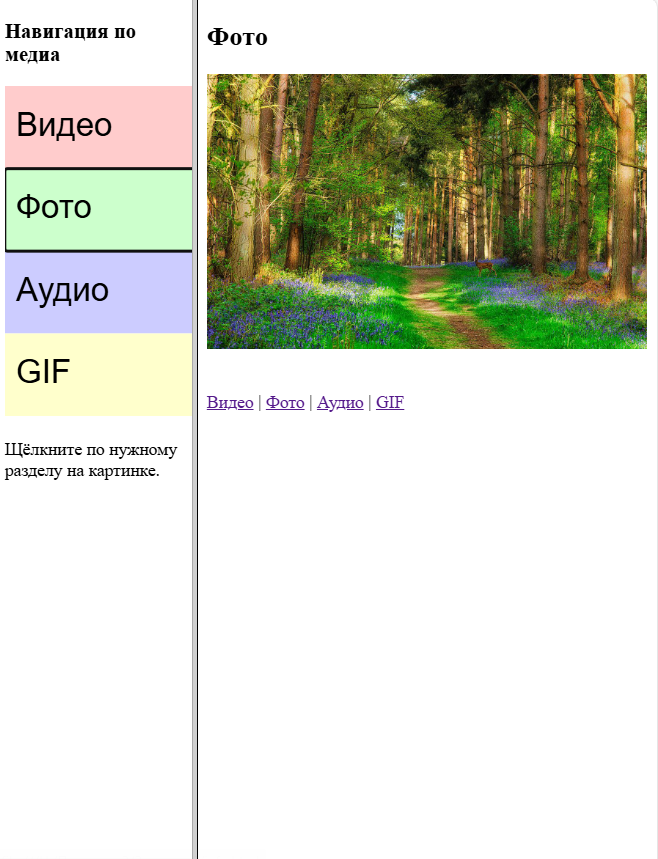 Навигация по
медиа
Видео
Фото
Аудио
GIF
Щёлкните по нужному
разделу на картинке.
Фото
Видео | Фото | Аудио | GIF